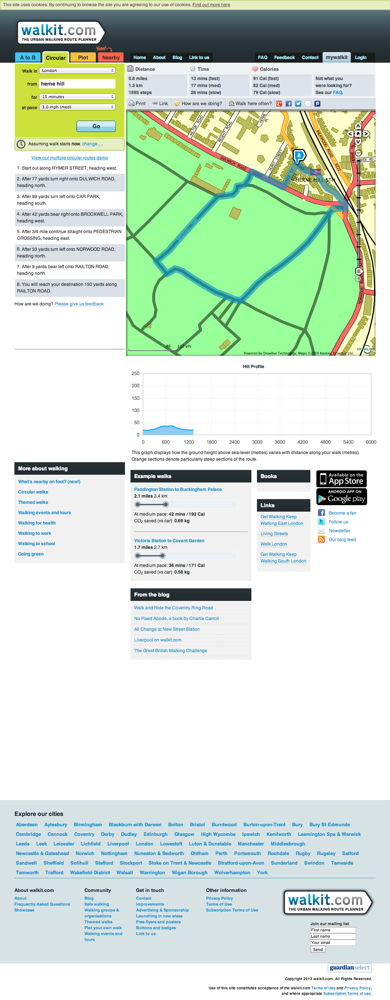 This site uses cookies. By continuing to browse the site you are agreeing to our use of cookies. Find out more here
walkit.com
THE URBAN WALKING ROUTE PLANNER
New!
A to B Circular Plot Nearby Home About Blog Link to us FAQ Feedback Contact mywalkit Login
Walk in London
from herne hill
for 15 minutes
at pace 3.0 mph (med)
Go
Distance Time Calories
0.8 miles 13 mins (fast) 91 Cal (fast) Not what you
1.3 km 17 mins (med) 82 Cal (med) were looking for?
1895 steps 26 mins (slow) 79 Cal (slow) See our FAQ.
Print Link How are we doing? Walk here often?
Assuming walk starts now. change....
View our multiple circular routes demo
1. Start out along RYMER STREET, heading west.
2. After 77 yards turn right onto DULWICH ROAD,
heading north.
3. After 99 yards turn left onto CAR PARK,
heading south.
4. After 42 yards bear right onto BROCKWELL PARK,
heading west.
5. After 3/4 mile continue straight onto PEDESTRIAN
CROSSING, heading east.
6. After 33 yards turn left onto NORWOOD ROAD,
heading north.
7. After 9 yards bear left onto RAILTON ROAD,
heading north.
8. You will reach your destination 150 yards along
RAILTON ROAD.
How are we doing? Please give us feedback
MILTON ROAD
REGENT ROAD
HERNE PL
MILKWOOD ROAD - B222
HERNE HILL
CARVER RD
N
W
E
A
DULWICH ROAD
A2214
HURST STREET
RYMER ST
B223
ROAD
HERNE HILL STN
BROCKWELL PARK
NORWOOD ROAD A215
86 112 yds
DRAWLIVE
Powered by Drawlive Technology. Maps ©2009 Navteq, Drawlive Ltd.
Hill Profile
250
200
150
100
50
0
0 600 1200 1800 2400 3000 3600 4200 4800 5400 6000
This graph displays how the ground height above sea-level (metres) varies with distance along your walk (metres).
Orange sections denote particularly steep sections of the route.
More about walking
What's nearby on foot? (new!)
Circular walks
Themed walks
Walking events and tours
Walking for health
Walking to work
Walking to school
Going green
Example walks
Paddington Station to Buckingham Palace
2.1 miles 3.4 km
At medium pace: 42 mins / 192 Cal
CO2 saved (vs car): 0.69 kg
Victoria Station to Covent Garden
1.7 miles 2.7 km
At medium pace: 36 mins / 171 Cal
CO2 saved (vs car): 0.58 kg
From the blog
Walk and Ride the Coventry Ring Road
No Fixed Abode, a book by Charlie Carroll
All Change at New Street Station
Liverpool on walkit.com
The Great British Walking Challenge
Books
Links
Get Walking Keep
Walking East London
Living Streets
Walk London
Get Walking Keep
Walking South London
Available on the
App Store
ANDROID APP ON
Google play
Become a fan
Follow us
Newsletter
Our blog feed
Explore our cities
Aberdeen Aylesbury Birmingham Blackburn with Darwen Bolton Bristol Burntwood Burton-upon-Trent Bury Bury St Edmunds
Cambridge Cannock Coventry Derby Dudley Edinburgh Glasgow High Wycombe Ipswich Kenilworth Leamington Spa & Warwick
Leeds Leek Leicester Lichfield Liverpool London Lowestoft Luton & Dunstable Manchester Middlesbrough
Newcastle & Gateshead Norwich Nottingham Nuneaton & Bedworth Oldham Perth Portsmouth Rochdale Rugby Rugeley Salford
Sandwell Sheffield Solihull Stafford Stockport Stoke on Trent & Newcastle Stratford-upon-Avon Sunderland Swindon Tameside
Tamworth Trafford Wakefield District Walsall Warrington Wigan Borough Wolverhampton York
About walkit.com
About
Frequently Asked Questions
Showcase
Community
Blog
Safe walking
Walking groups &
organisations
Themed walks
Plot your own walk
Walking events and
tours
Get in touch
Contact
Improvements
Advertising & Sponsorship
Launching in new areas
Free flyers and posters
Buttons and badges
Link to us
Other information
Privacy Policy
Terms of Use
Subscription Terms of Use
walkit.com
THE URBAN WALKING ROUTE PLANNER
Join our mailing list
First name
Last name
Your email
Send
guardianselect
Copyright 2013 walkit.com. All Rights Reserved.
Use of this site constitutes acceptance of the walkit.com Terms of Use and Privacy Policy,
and where appropriate Subscription Terms of use.